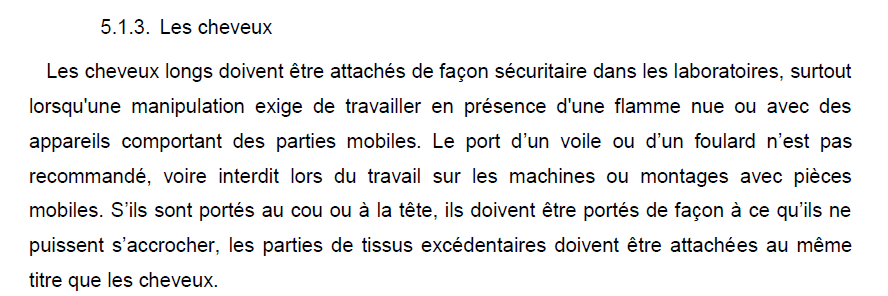 5.1.3. Les cheveux
Les cheveux longs doivent être attachés de façon sécuritaire dans les laboratoires, surtout
lorsqu'une manipulation exige de travailler en présence d'une flamme nue ou avec des
appareils comportant des parties mobiles. Le port d’un voile ou d’un foulard n’est pas
recommandé, voire interdit lors du travail sur les machines ou montages avec pièces
mobiles. S’ils sont portés au cou ou à la tête, ils doivent être portés de façon à ce qu’ils ne
puissent s’accrocher, les parties de tissus excédentaires doivent être attachées au même
titre que les cheveux.